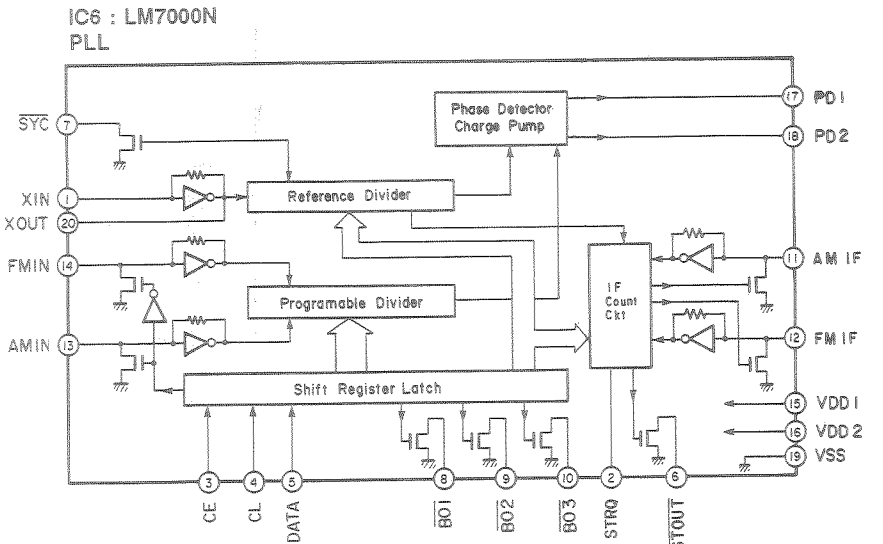 IC6 : LM7000N
PLL
SYC
7
XIN
1
XOUT
20
FMIN
14
AMIN
13
Phase Detector
Charge Pump
Reference Divider
Programable Divider
Shift Register Latch
IF
Count
Ckt
17
PD1
18
PD2
11
AM IF
12
FM IF
15
VDD1
16
VDD2
19
VSS
3
4
5
8
9
10
2
6
CE
CL
DATA
BO1
BO2
BO3
STRQ
STOUT